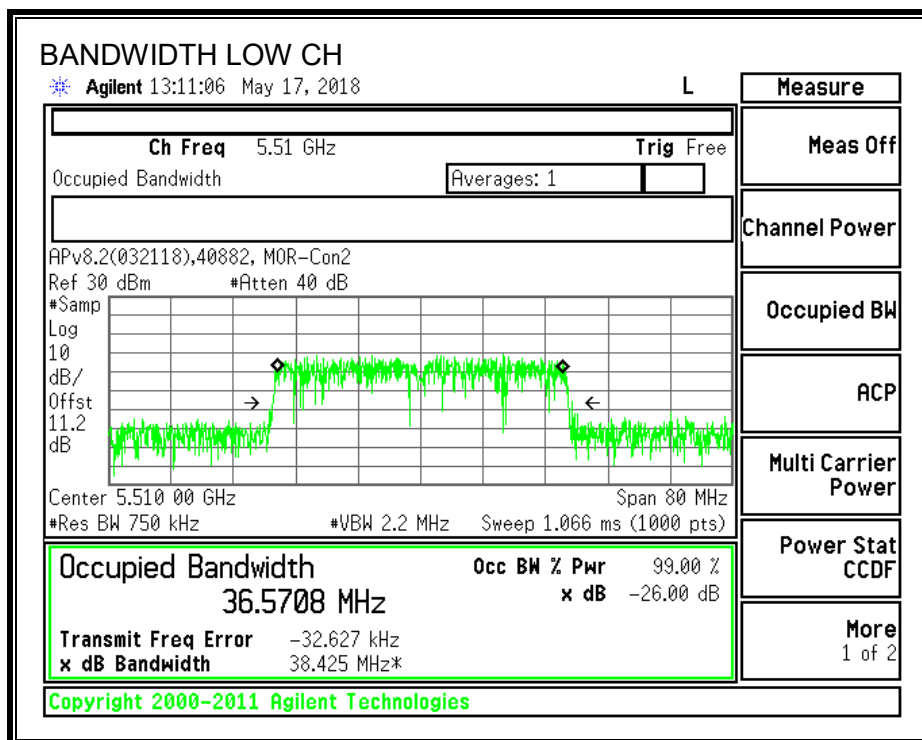 BANDWIDTH LOW CH
Agilent 13:11:06 May 17, 2018 L
Measure
Ch Freq 5.51 GHz Trig Free
Meas Off
Occupied Bandwidth Averages: 1
Channel Power
APv8.2(032118),40882, MOR-Con2
Ref 30 dBm #Atten 40 dB
#Samp
Log
10
dB/
Offst
11.2
dB
Occupied BW
ACP
Multi Carrier
Power
Center 5.510 00 GHz Span 80 MHz
#Res BW 750 kHz #VBW 2.2 MHz Sweep 1.066 ms (1000 pts)
Power Stat
CCDF
Occupied Bandwidth Occ BW % Pwr 99.00 %
36.5708 MHz x dB -26.00 dB
Transmit Freq Error -32.627 kHz
x dB Bandwidth 38.425 MHz*
More
1 of 2
Copyright 2000-2011 Agilent Technologies